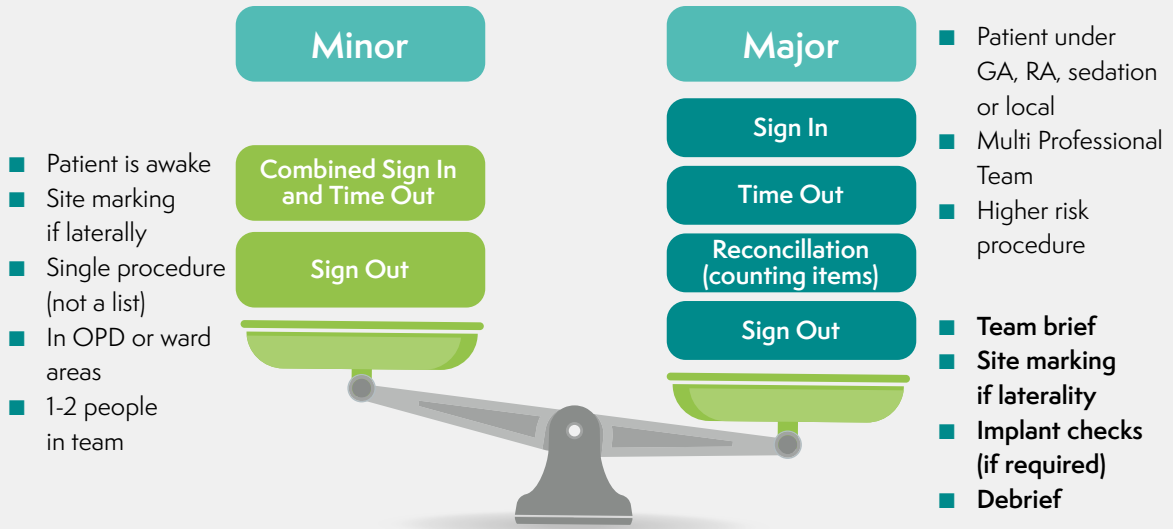 Minor
■ Patient is awake
■ Site marking
if laterally
■ Single procedure
(not a list)
■ In OPD or ward
areas
■ 1-2 people
in team
Combined Sign In
and Time Out
Sign Out
Major
Sign In
Time Out
Reconcillation
(counting items)
Sign Out
■ Patient under
GA, RA, sedation
or local
■ Multi Professional
Team
■ Higher risk
procedure
■ Team brief
■ Site marking
if laterality
■ Implant checks
(if required)
■ Debrief